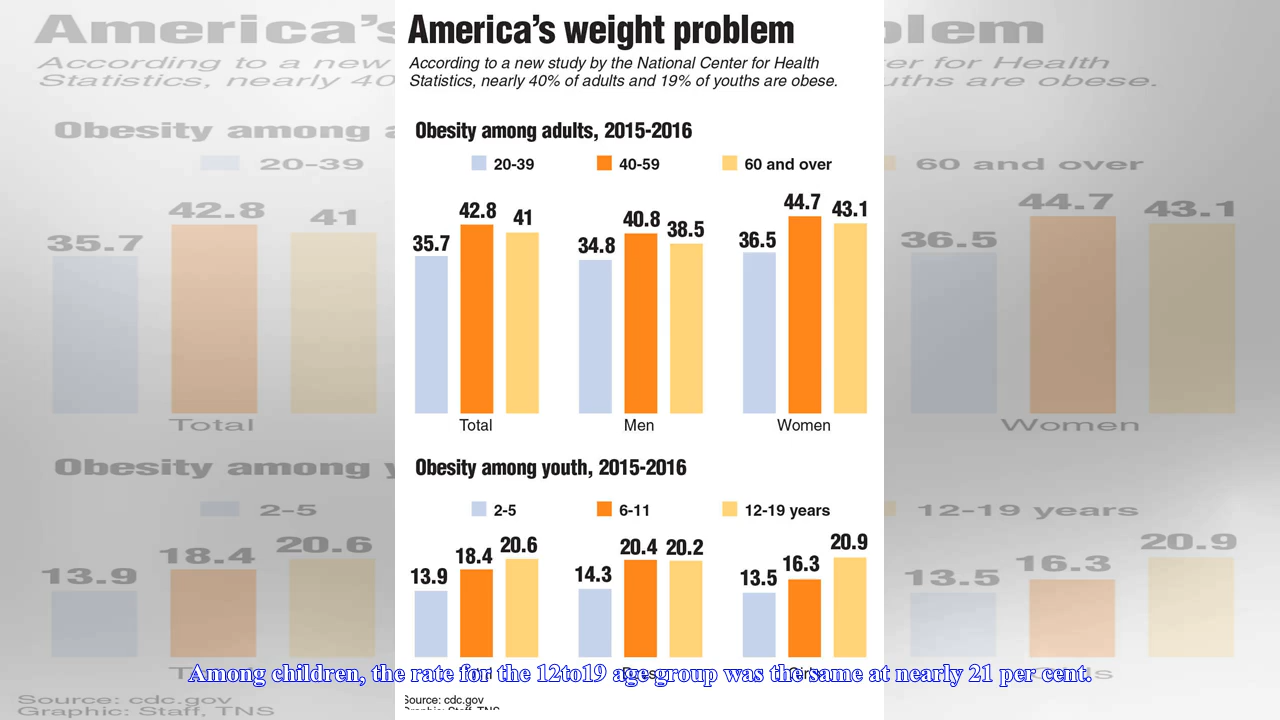 America's weight problem
According to a new study by the National Center for Health
Statistics, nearly 40% of adults and 19% of youths are obese.
Obesity among adults, 2015-2016
20-39 40-59 60 and over
35.7 42.8 41 34.8 40.8 38.5 36.5 44.7 43.1
Total Men Women
Obesity among youth, 2015-2016
2-5 6-11 12-19 years
13.9 18.4 20.6 14.3 20.4 20.2 13.5 16.3 20.9
Among children, the rate for the 12to19 age group was the same at nearly 21 per cent.
Source: cdc.gov
Graphic: Staff, TNS